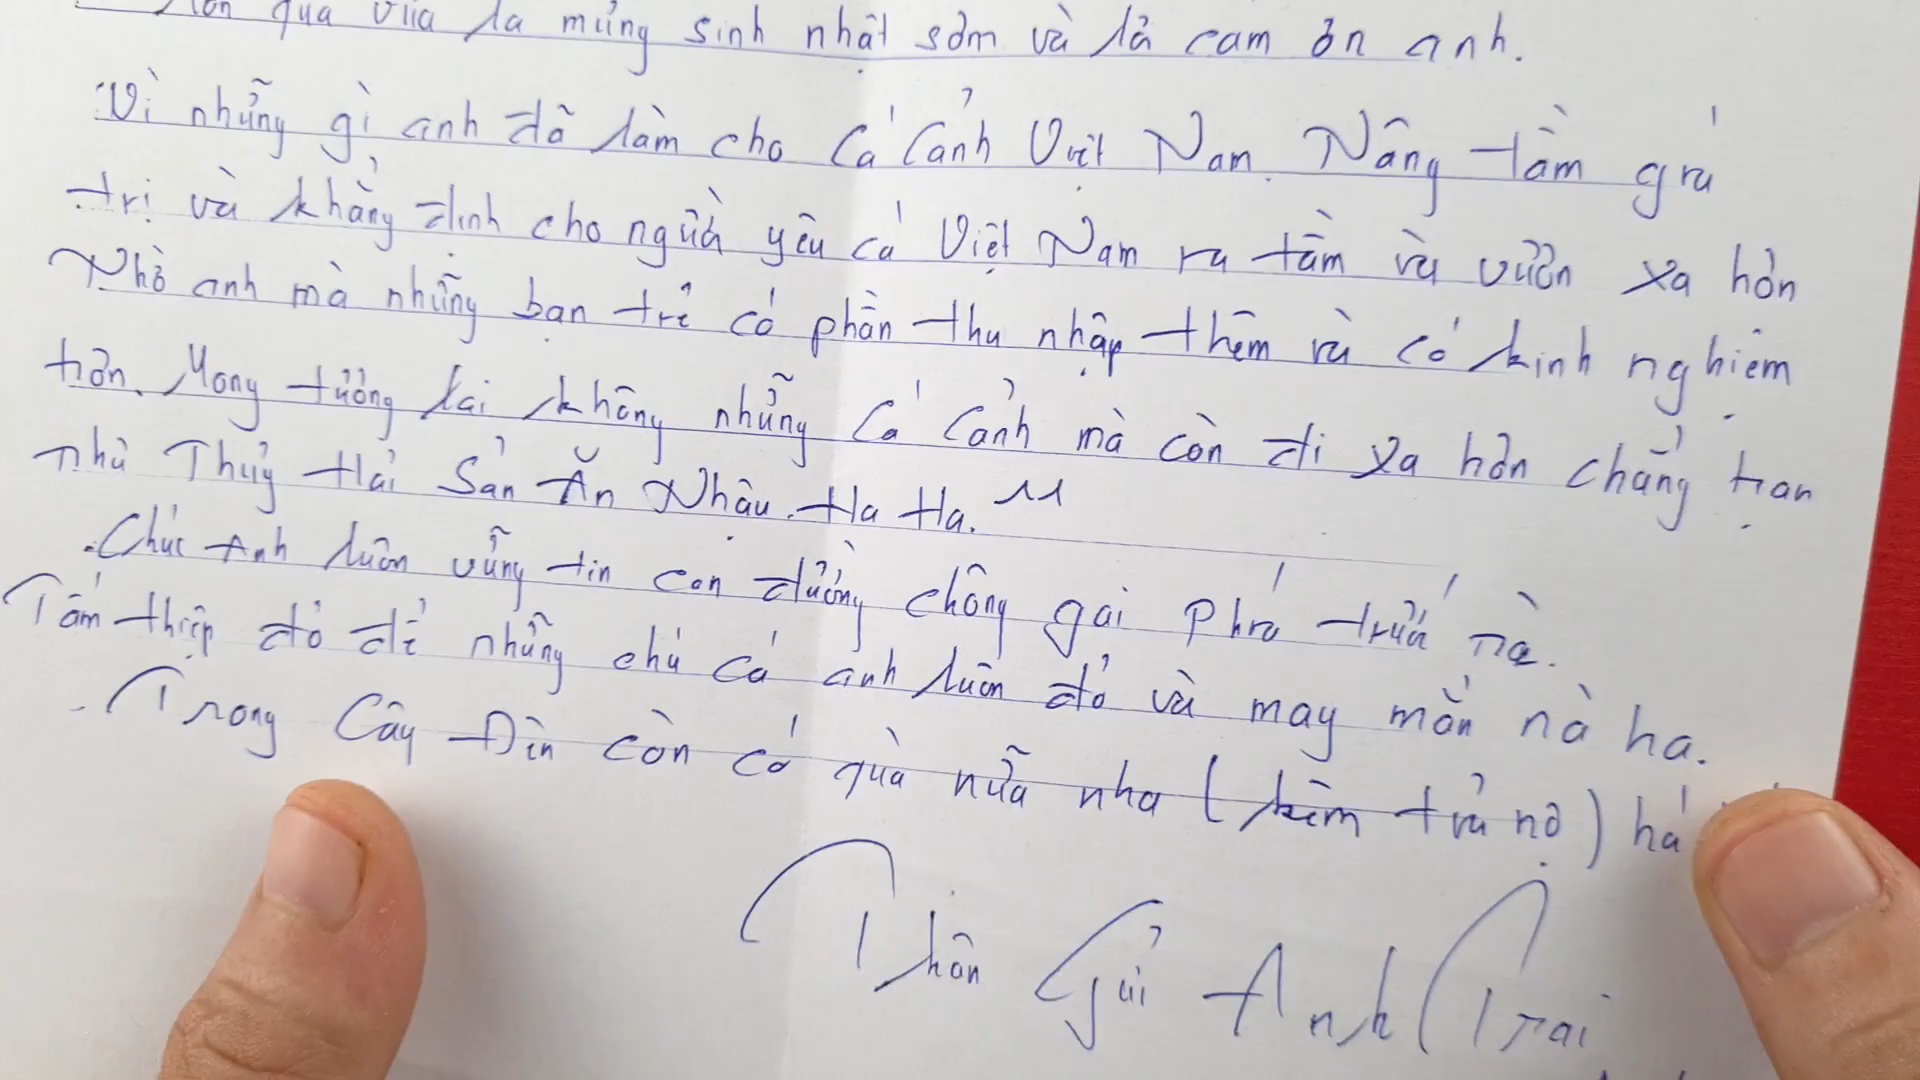 Món quà vừa là mừng sinh nhật sớm và là cảm ơn anh.
Vì những gì anh đã làm cho Cá Cảnh Việt Nam. Nâng tầm giá
trị và khẳng định cho người yêu cá Việt Nam ra tầm và vươn xa hơn
Nhờ anh mà những bạn trẻ có phần thu nhập thêm và có kinh nghiệm
hơn. Mong tương lai không những Cá Cảnh mà còn đi xa hơn chẳng hạn
như Thủy Hải Sản Ăn Nhậu. Ha Ha.
Chúc Anh luôn vững tin con đường chông gai phía trước nè.
Tấm thiệp đỏ để những chú cá anh luôn đỏ và may mắn nà ha.
Trong Cây Đèn còn có quà nữa nha (kèm trả nợ) há
Thân Gửi Anh Trai